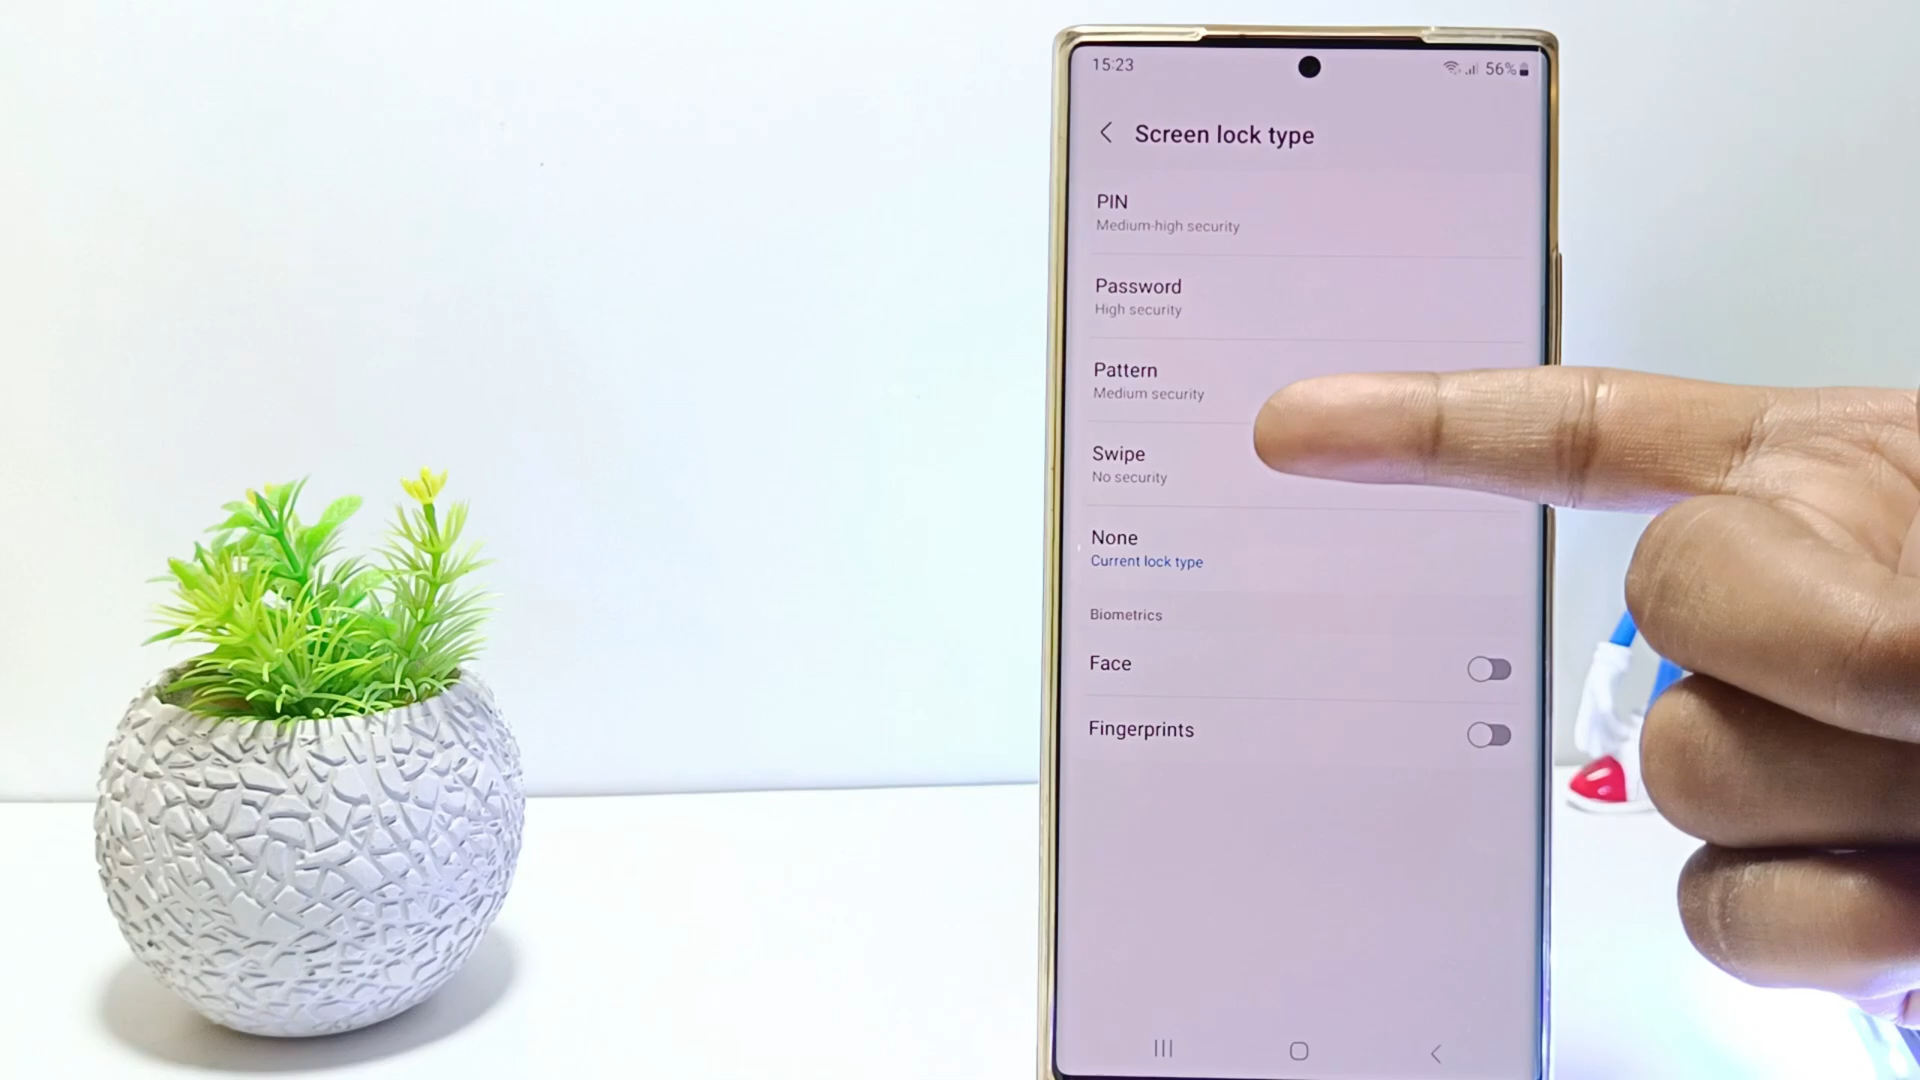 15:23
56%
Screen lock type
PIN
Medium-high security
Password
High security
Pattern
Medium security
Swipe
No security
None
Current lock type
Biometrics
Face
Fingerprints